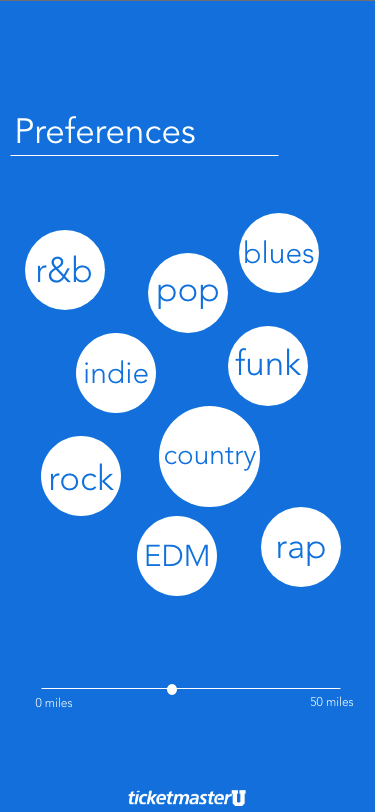 Preferences
r&b
blues
pop
indie
funk
country
rock
EDM
rap
0 miles
50 miles
ticketmasterU